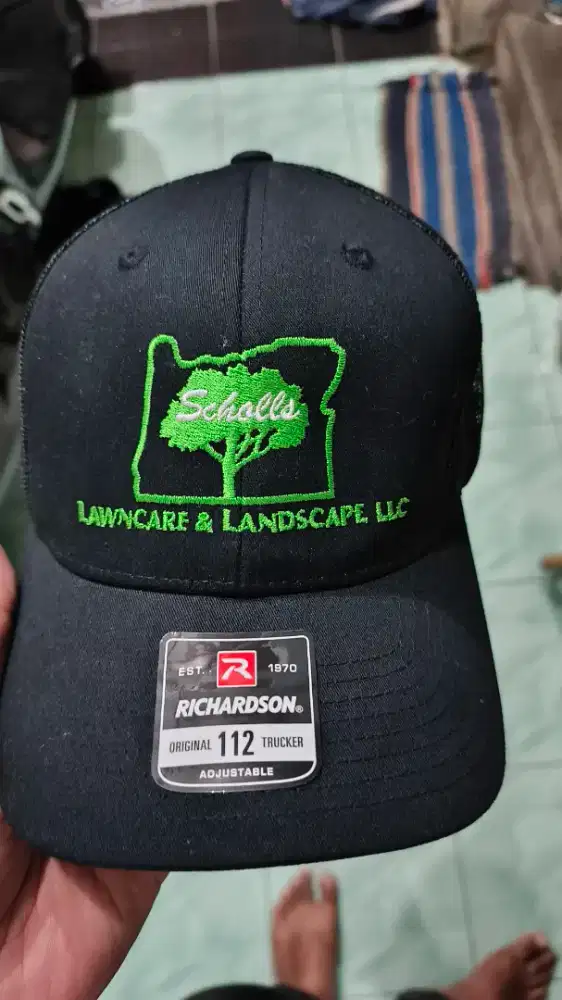 Scholls
LAWNCARE & LANDSCAPE, LLC
EST. R 1970
RICHARDSON®
ORIGINAL 112 TRUCKER
ADJUSTABLE